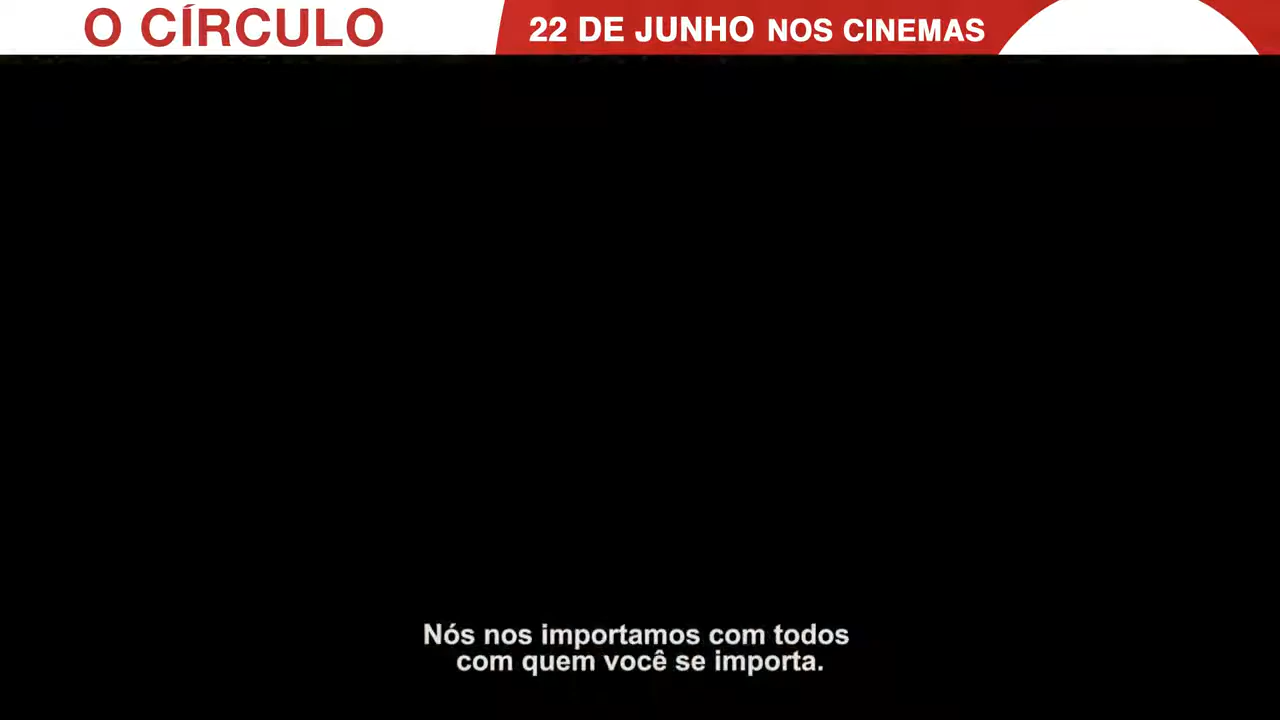 O CÍRCULO
22 DE JUNHO NOS CINEMAS
Nós nos importamos com todos
com quem você se importa.